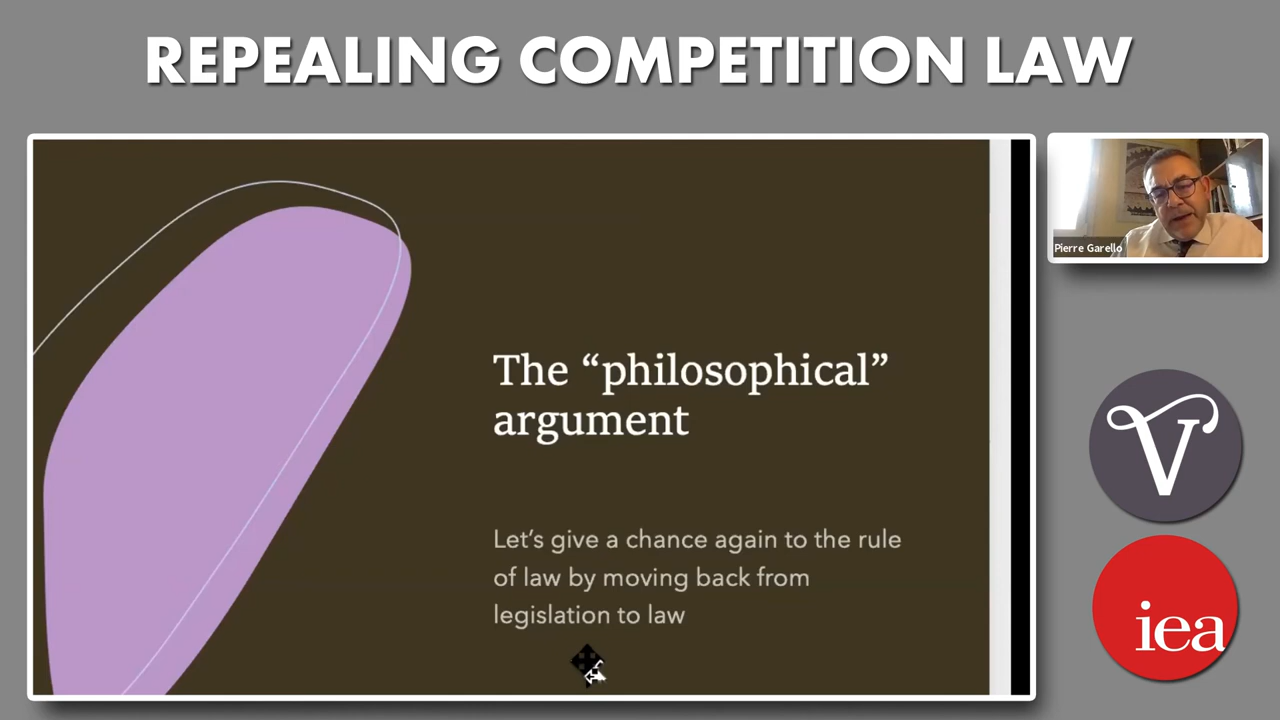 REPEALING COMPETITION LAW
The “philosophical”
argument
Let’s give a chance again to the rule
of law by moving back from
legislation to law
Pierre Garello
V
iea